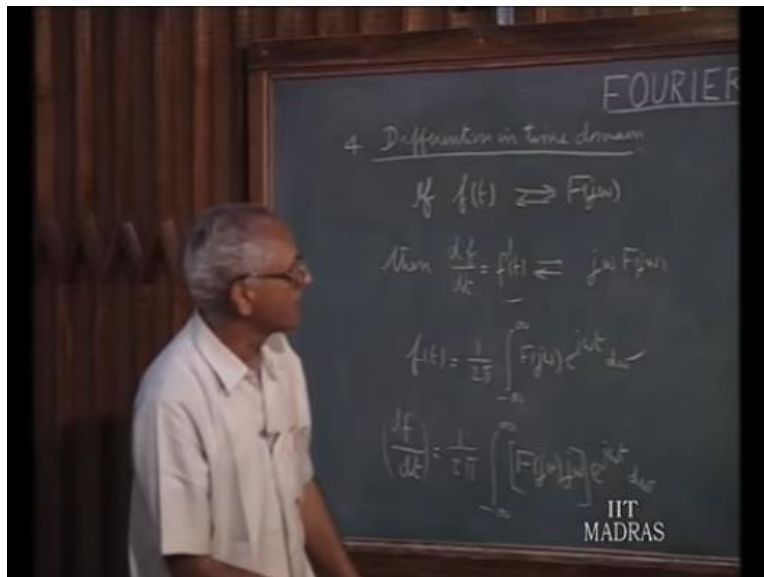 FOURIER
4 Differention in time domain
If f(t) ⇌ F(jω)
then df/dt = f'(t) ⇌ jω F(jω)
f(t) = 1/2π ∫_{-∞}^{∞} F(jω) e^{jωt} dω
(df/dt) = 1/2π ∫_{-∞}^{∞} [F(jω)jω] e^{jωt} dω
IIT
MADRAS